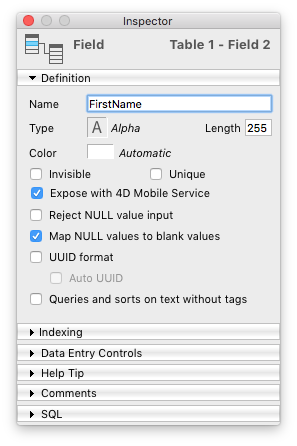 Inspector
Field Table 1 - Field 2
Definition
Name FirstName
Type A Alpha Length 255
Color Automatic
Invisible Unique
Expose with 4D Mobile Service
Reject NULL value input
Map NULL values to blank values
UUID format
Auto UUID
Queries and sorts on text without tags
Indexing
Data Entry Controls
Help Tip
Comments
SQL